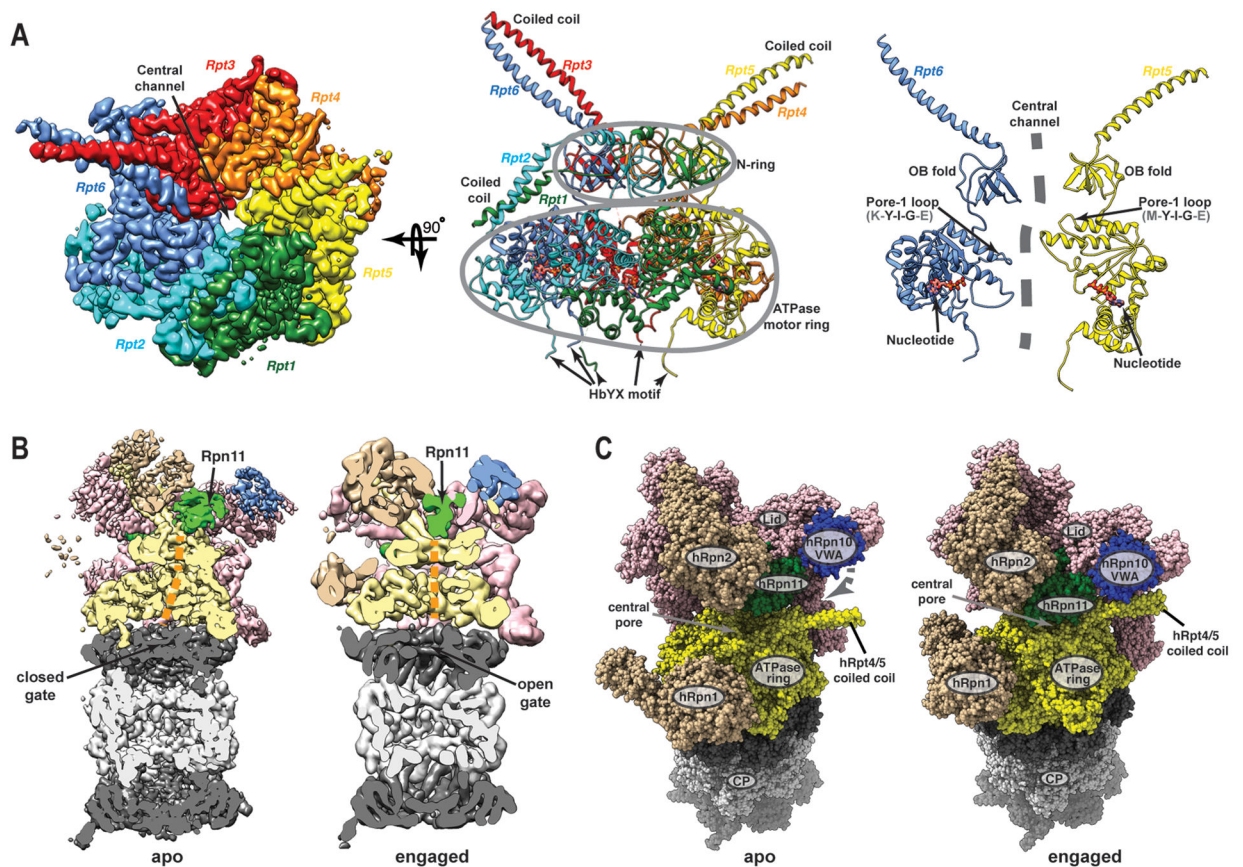 A
Central
channel
Rpt3
Rpt4
Rpt6
Rpt5
Rpt2
Rpt1
90°
Coiled coil
Rpt3
Rpt6
Coiled coil
Rpt5
Rpt4
Rpt2
N-ring
Coiled
coil
Rpt1
ATPase
motor ring
HbYX motif
Rpt6
Rpt5
Central
channel
OB fold
OB fold
Pore-1 loop
(K-Y-I-G-E)
Pore-1 loop
(M-Y-I-G-E)
Nucleotide
Nucleotide
B
Rpn11
closed
gate
apo
Rpn11
open
gate
engaged
C
Lid
hRpn2
hRpn10
VWA
hRpn11
central
pore
hRpt4/5
coiled coil
ATPase
ring
hRpn1
CP
apo
Lid
hRpn2
hRpn10
VWA
central
pore
hRpn11
hRpt4/5
coiled coil
ATPase
ring
hRpn1
CP
engaged